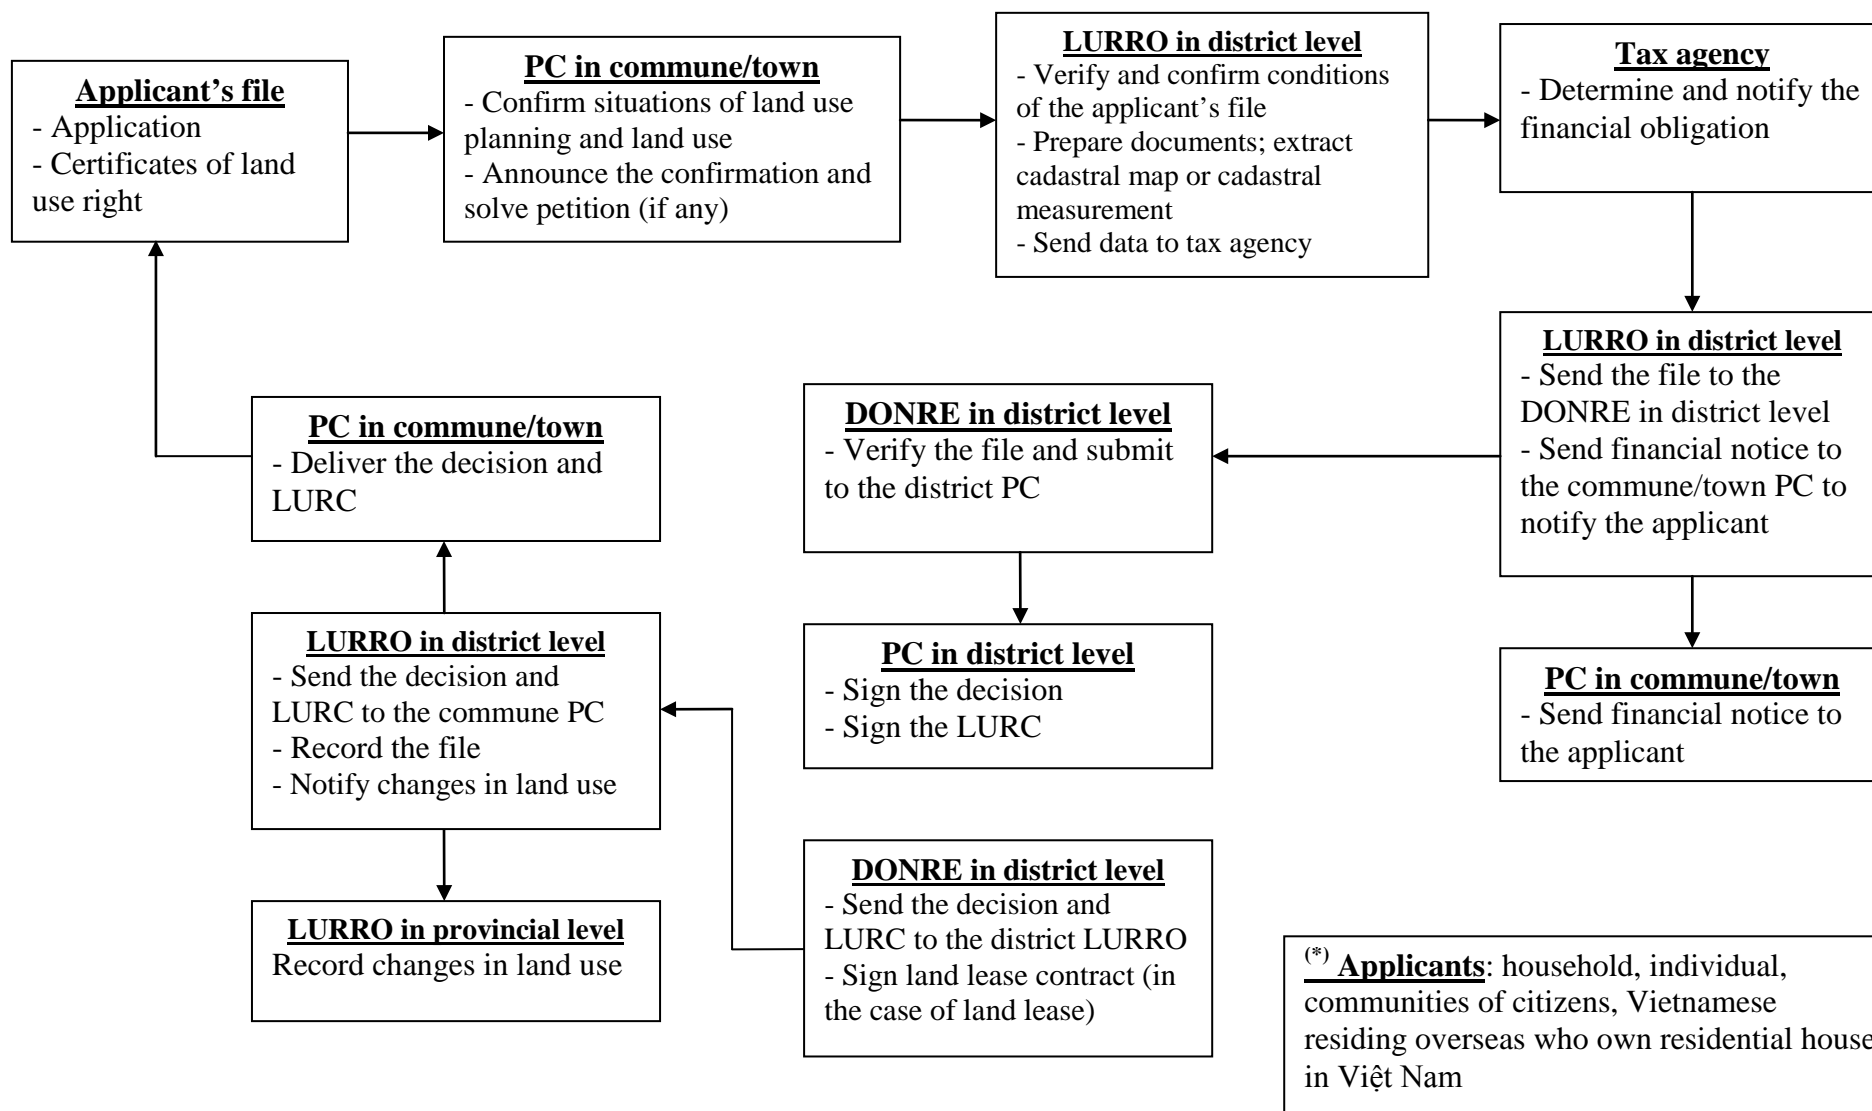 Applicant's file
- Application
- Certificates of land
use right
PC in commune/town
- Confirm situations of land use
planning and land use
- Announce the confirmation and
solve petition (if any)
LURRO in district level
- Verify and confirm conditions
of the applicant's file
- Prepare documents; extract
cadastral map or cadastral
measurement
- Send data to tax agency
Tax agency
- Determine and notify the
financial obligation
LURRO in district level
- Send the file to the
DONRE in district level
- Send financial notice to
the commune/town PC to
notify the applicant
DONRE in district level
- Verify the file and submit
to the district PC
PC in commune/town
- Deliver the decision and
LURC
LURRO in district level
- Send the decision and
LURC to the commune PC
- Record the file
- Notify changes in land use
PC in district level
- Sign the decision
- Sign the LURC
PC in commune/town
- Send financial notice to
the applicant
DONRE in district level
- Send the decision and
LURC to the district LURRO
- Sign land lease contract (in
the case of land lease)
LURRO in provincial level
Record changes in land use
(*) Applicants: household, individual,
communities of citizens, Vietnamese
residing overseas who own residential house
in Việt Nam